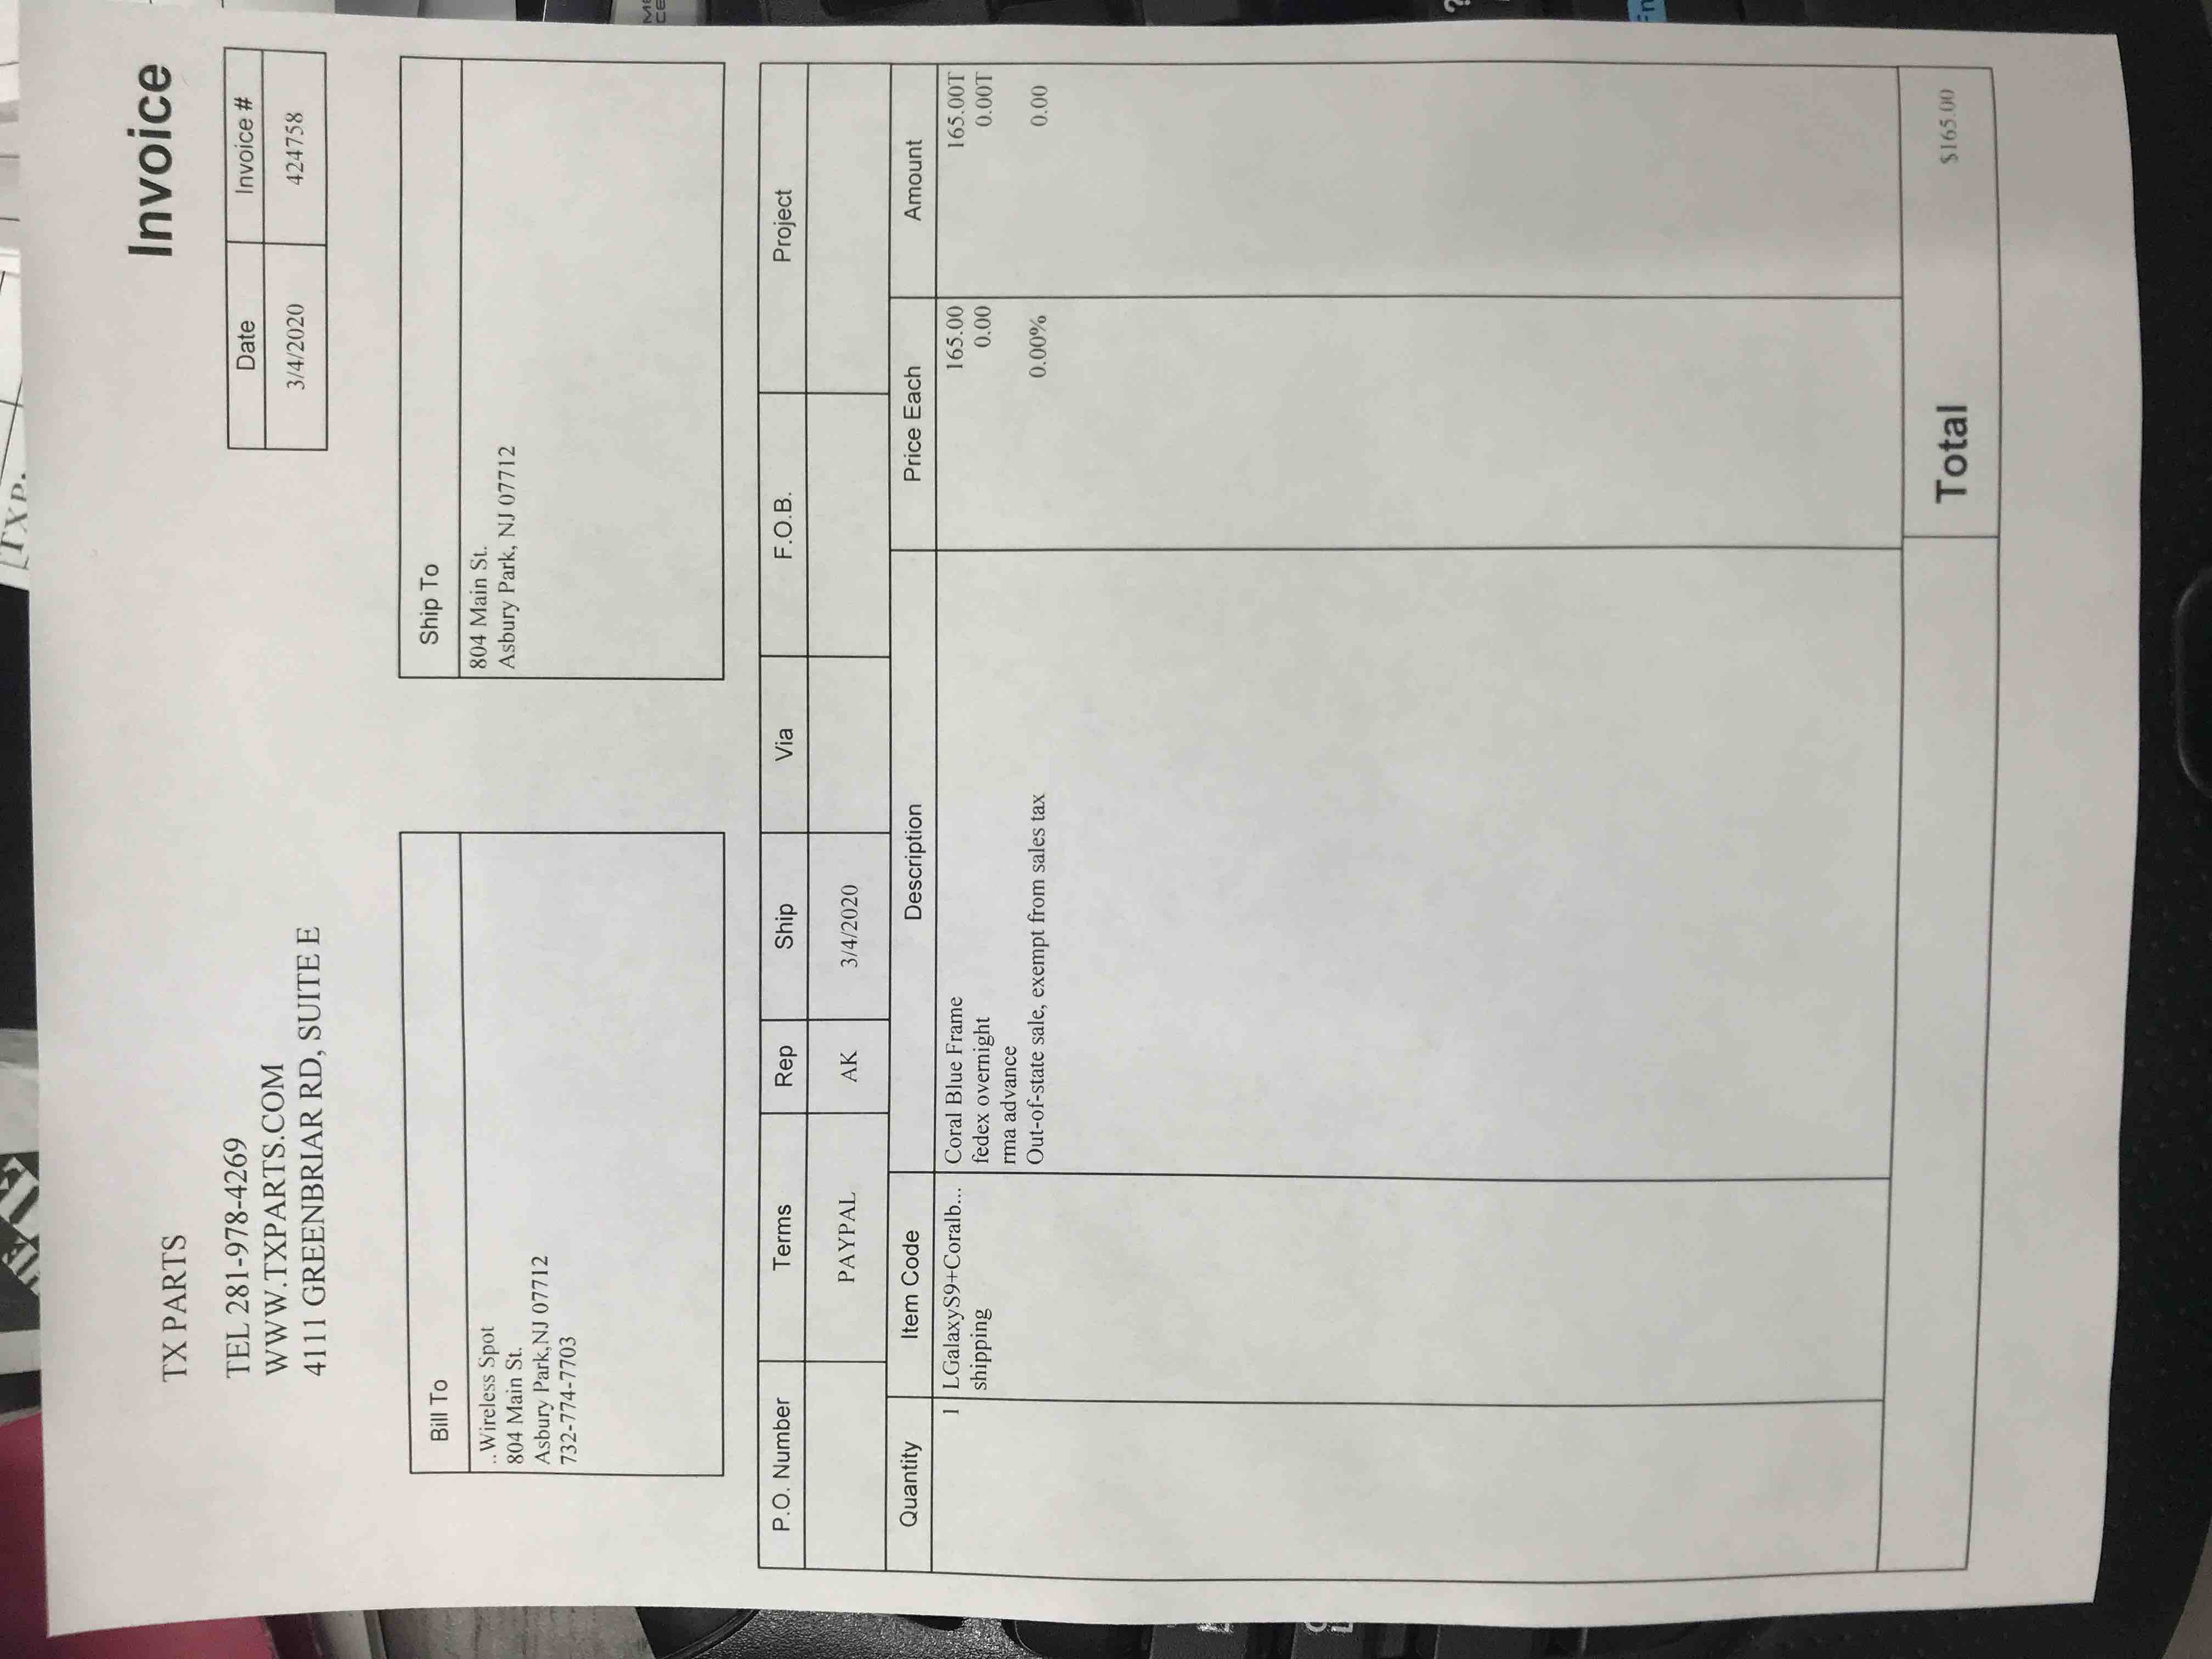 TXP.
Invoice
TX PARTS
TEL 281-978-4269
WWW.TXPARTS.COM
4111 GREENBRIAR RD, SUITE E
Date Invoice #
3/4/2020 424758
Bill To
..Wireless Spot
804 Main St.
Asbury Park,NJ 07712
732-774-7703
Ship To
804 Main St.
Asbury Park, NJ 07712
P.O. Number Terms Rep Ship Via F.O.B. Project
PAYPAL AK 3/4/2020
Quantity Item Code Description Price Each Amount
1 LGalaxyS9+Coralb... Coral Blue Frame 165.00 165.00T
shipping fedex overnight 0.00 0.00T
rma advance
Out-of-state sale, exempt from sales tax 0.00% 0.00
Total $165.00